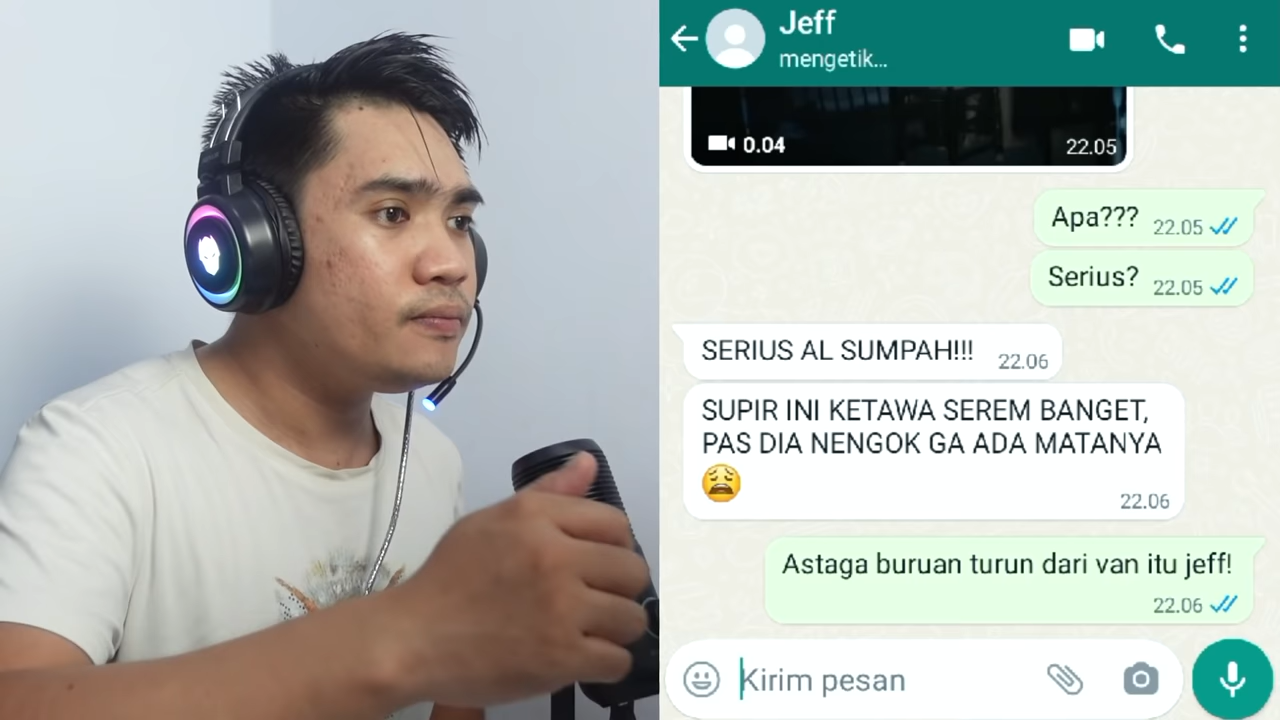 Jeff
mengetik...
0.04
22.05
Apa???
22.05
Serius?
22.05
SERIUS AL SUMPAH!!!
22.06
SUPIR INI KETAWA SEREM BANGET,
PAS DIA NENGOK GA ADA MATANYA
😩
22.06
Astaga buruan turun dari van itu jeff!
22.06
Kirim pesan